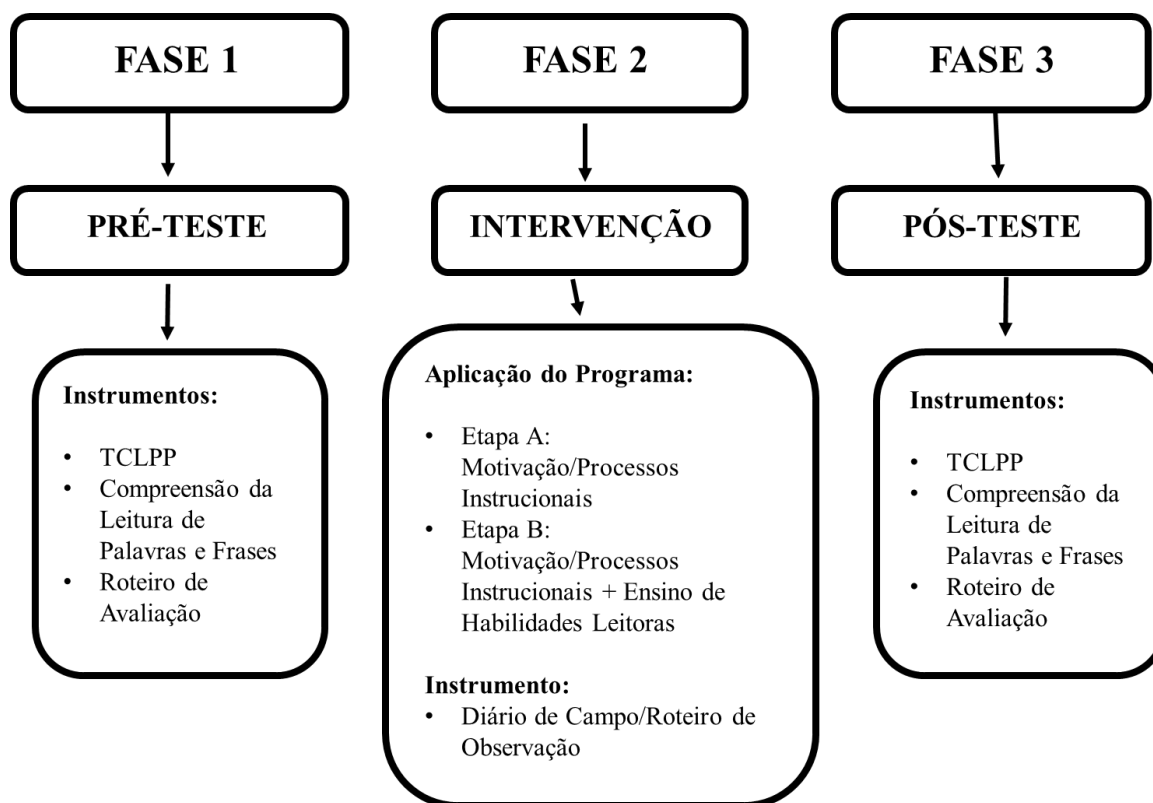 FASE 1
PRÉ-TESTE
Instrumentos:
• TCLPP
• Compreensão da
Leitura de
Palavras e Frases
• Roteiro de
Avaliação
FASE 2
INTERVENÇÃO
Aplicação do Programa:
• Etapa A:
Motivação/Processos
Instrucionais
• Etapa B:
Motivação/Processos
Instrucionais + Ensino de
Habilidades Leitoras
Instrumento:
• Diário de Campo/Roteiro de
Observação
FASE 3
PÓS-TESTE
Instrumentos:
• TCLPP
• Compreensão da
Leitura de
Palavras e Frases
• Roteiro de
Avaliação